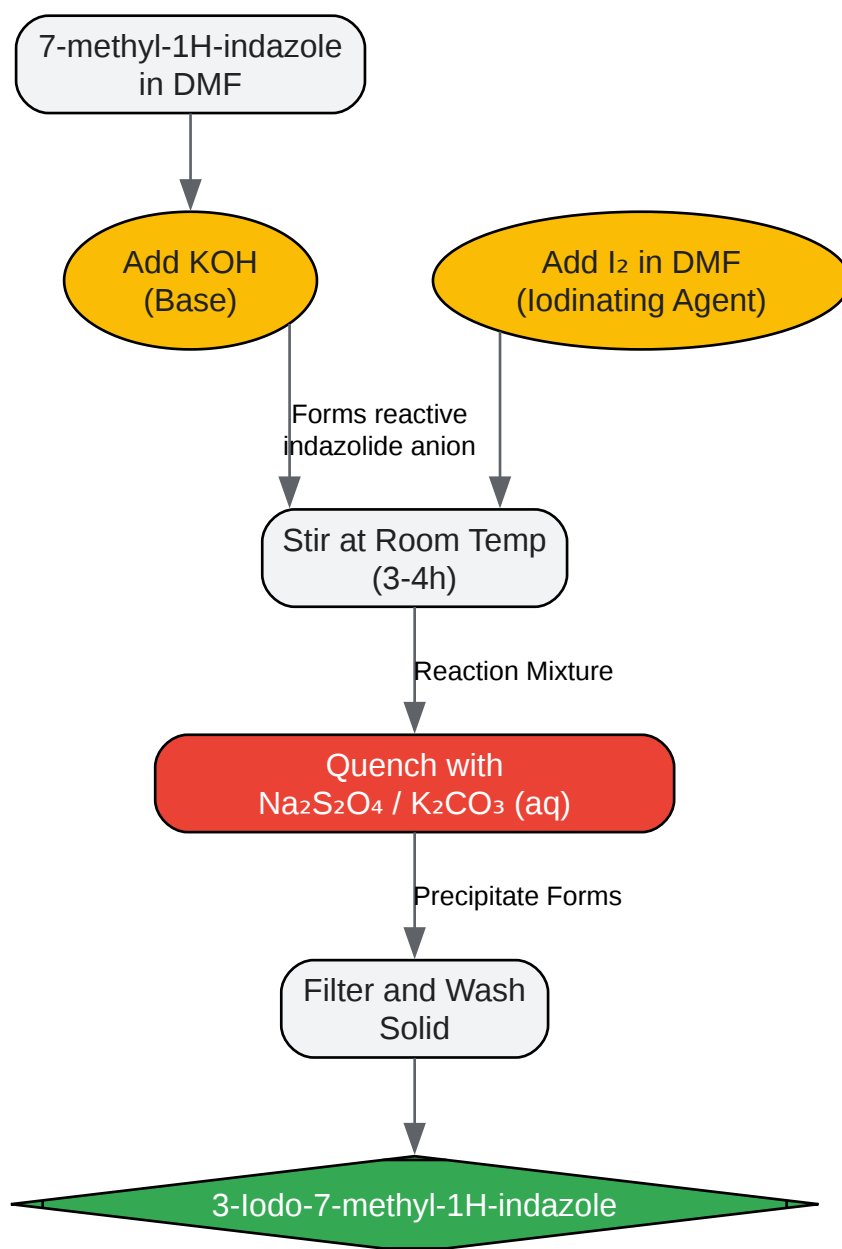 7-methyl-1H-indazole
in DMF
Add KOH
(Base)
Add I₂ in DMF
(Iodinating Agent)
Forms reactive
indazolide anion
Stir at Room Temp
(3-4h)
Reaction Mixture
Quench with
Na₂S₂O₄ / K₂CO₃ (aq)
Precipitate Forms
Filter and Wash
Solid
3-Iodo-7-methyl-1H-indazole